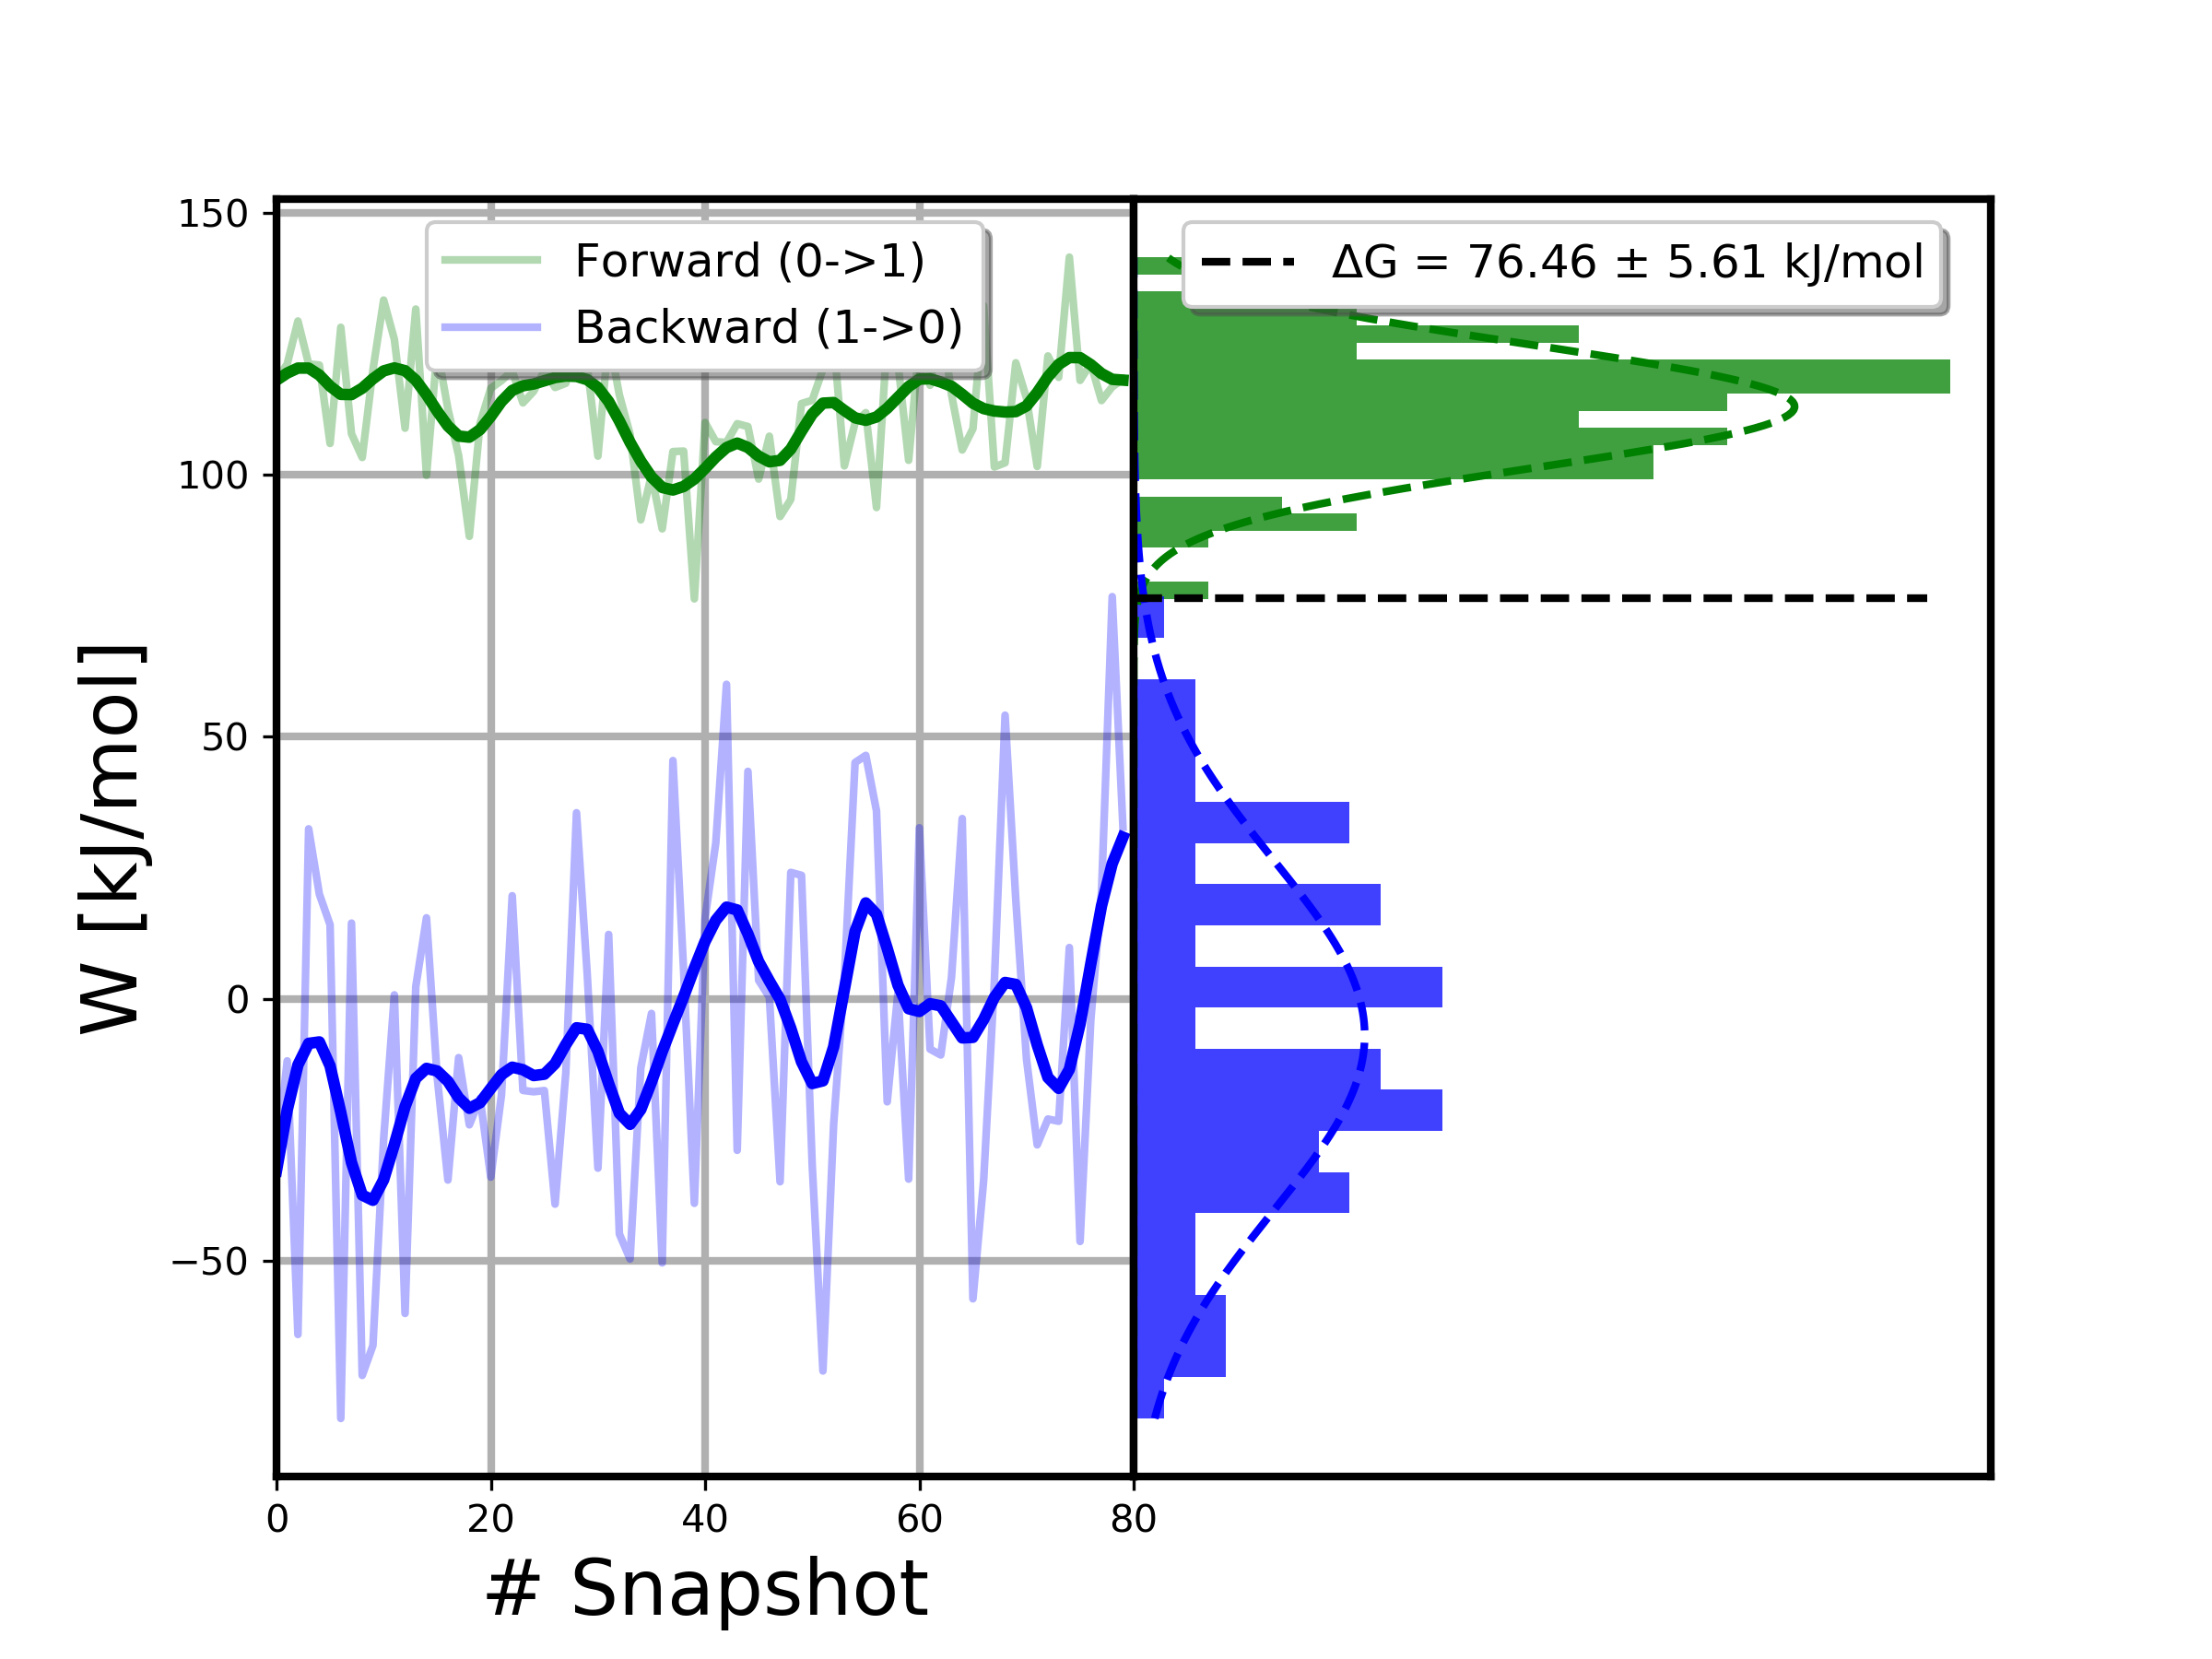 Forward (0->1)
Backward (1->0)
ΔG = 76.46 ± 5.61 kJ/mol
150
100
50
0
−50
W [kJ/mol]
0 20 40 60 80
# Snapshot